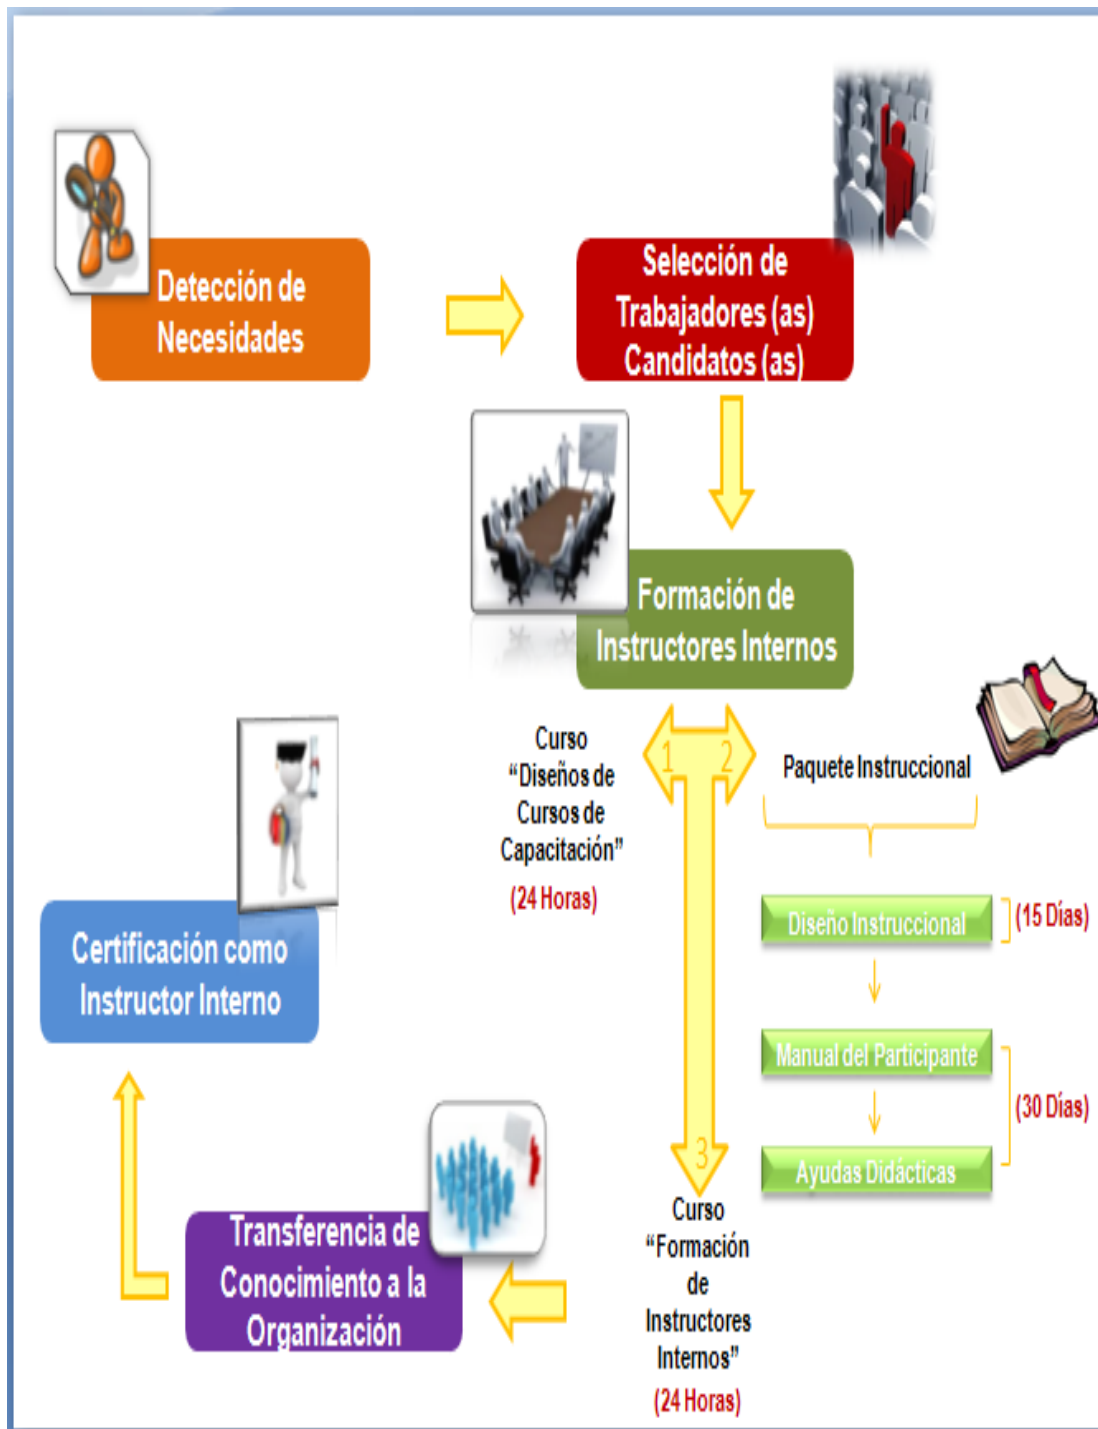 Detección de
Necesidades
Selección de
Trabajadores (as)
Candidatos (as)
Formación de
Instructores Internos
1
2
3
Curso
“Diseños de
Cursos de
Capacitación”
(24 Horas)
Paquete Instruccional
Diseño Instruccional
(15 Días)
Manual del Participante
(30 Días)
Ayudas Didácticas
Curso
“Formación
de
Instructores
Internos”
(24 Horas)
Transferencia de
Conocimiento a la
Organización
Certificación como
Instructor Interno